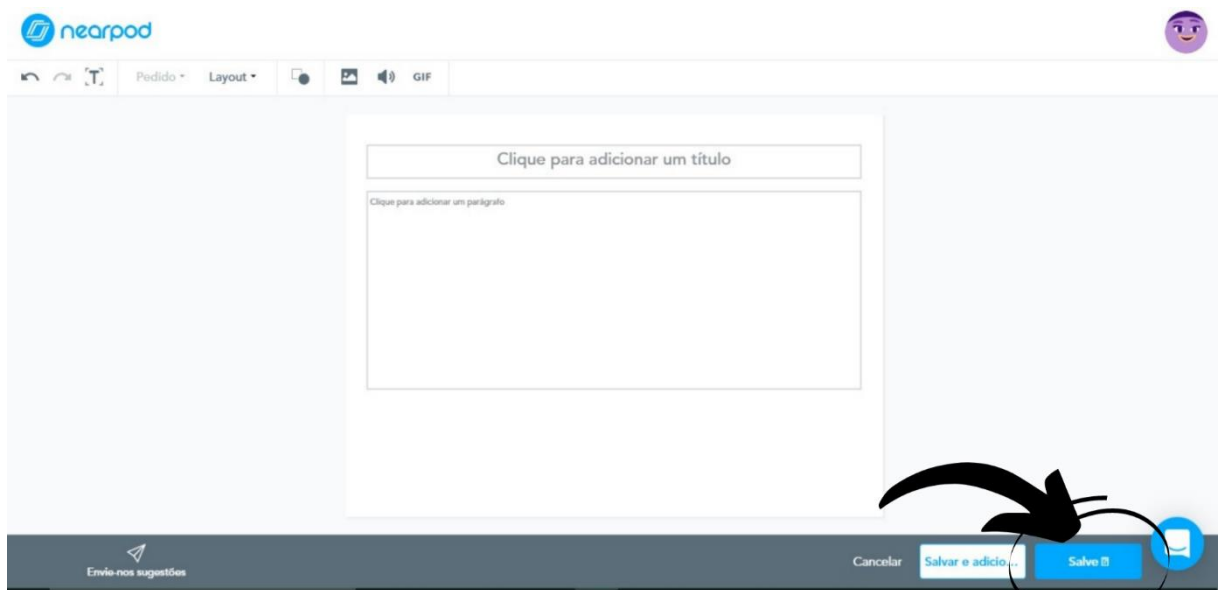 nearpod
T Pedido Layout GIF
Clique para adicionar um título
Clique para adicionar um parágrafo
Envie-nos sugestões
Cancelar Salvar e adicio... Salve